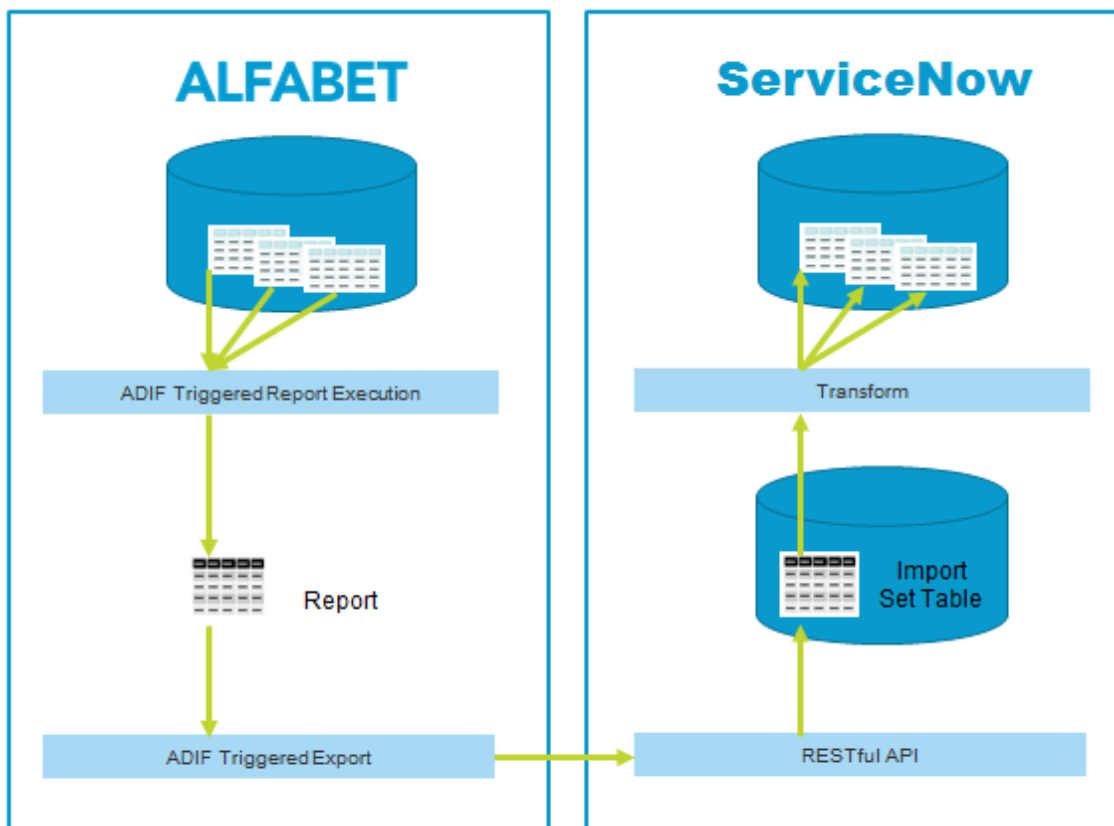 ALFABET
ADIF Triggered Report Execution
Report
ADIF Triggered Export
ServiceNow
Transform
Import
Set Table
RESTful API